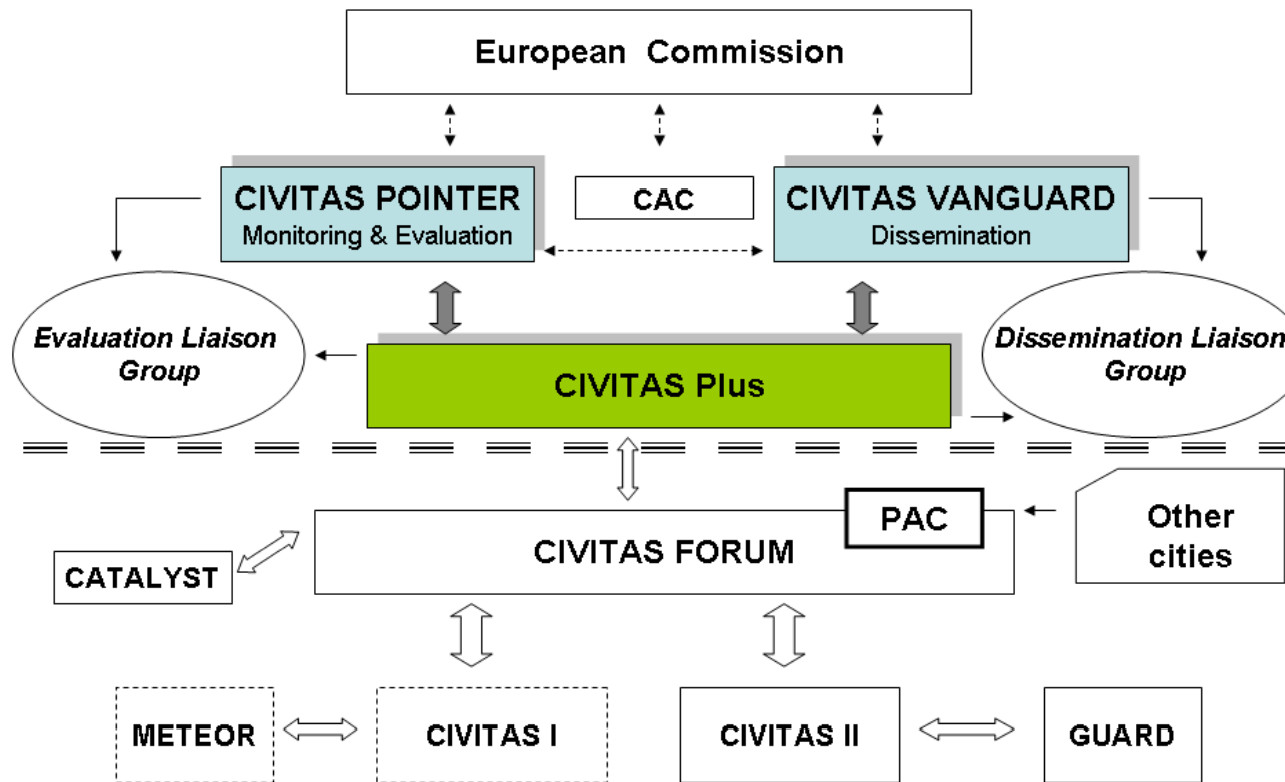 European Commission
CIVITAS POINTER
Monitoring & Evaluation
CAC
CIVITAS VANGUARD
Dissemination
Evaluation Liaison
Group
CIVITAS Plus
Dissemination Liaison
Group
PAC
Other
cities
CIVITAS FORUM
CATALYST
METEOR
CIVITAS I
CIVITAS II
GUARD